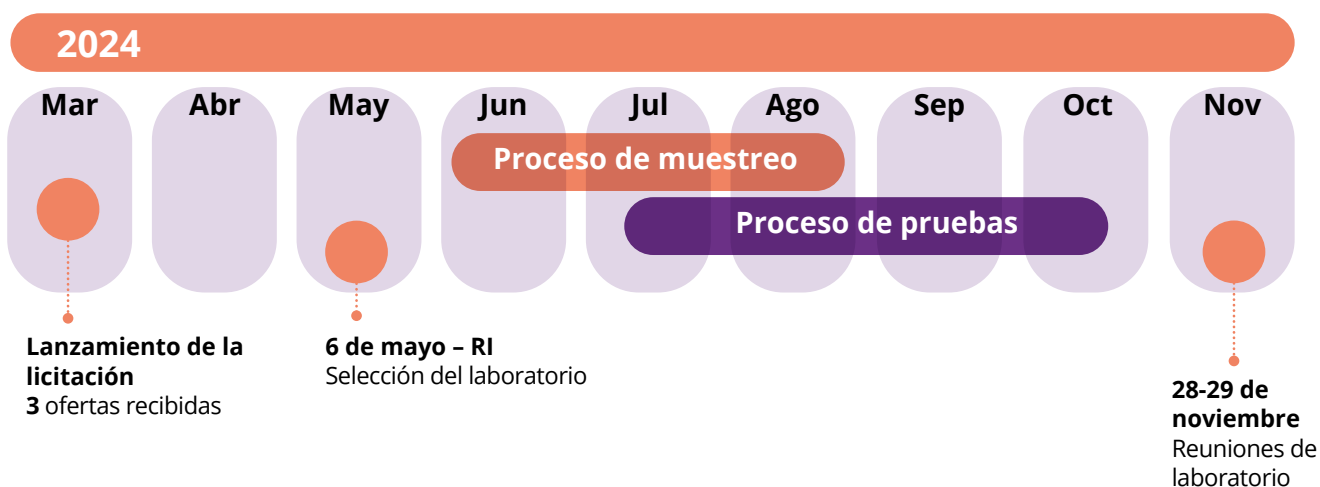 2024
Mar Abr May Jun Jul Ago Sep Oct Nov
Proceso de muestreo
Proceso de pruebas
Lanzamiento de la
licitación
3 ofertas recibidas
6 de mayo – RI
Selección del laboratorio
28-29 de
noviembre
Reuniones de
laboratorio